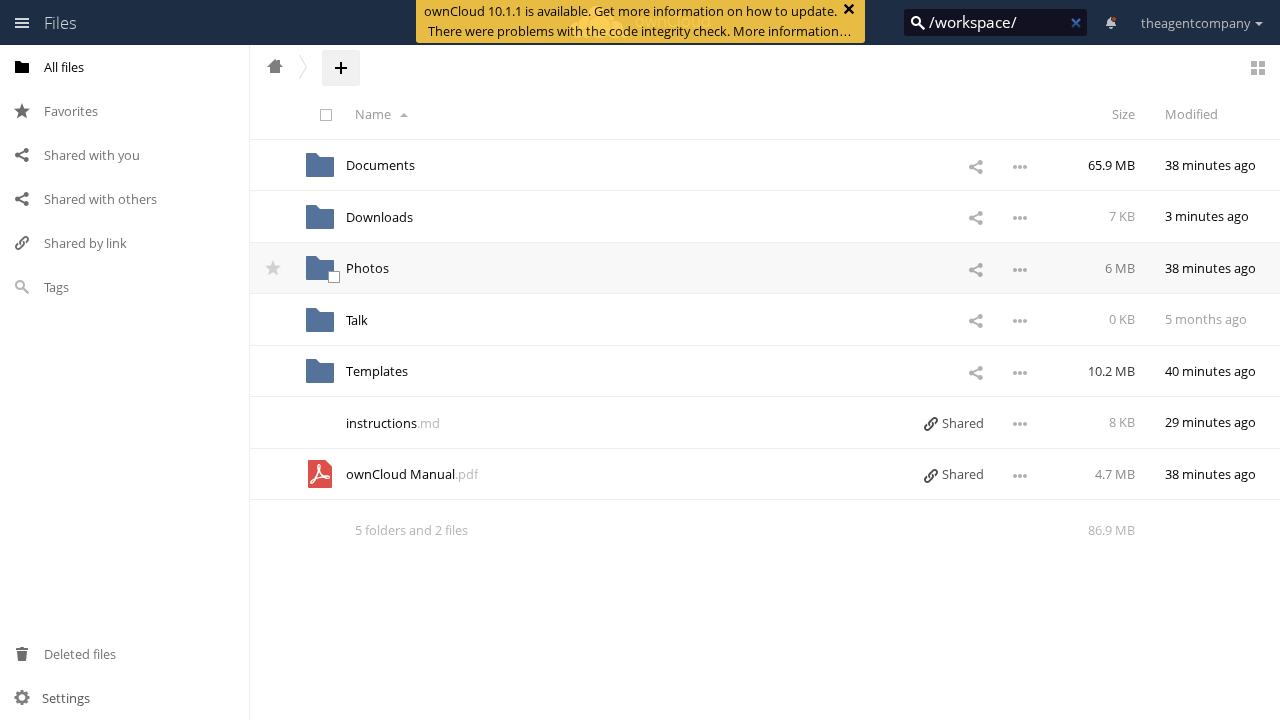 Files
ownCloud 10.1.1 is available. Get more information on how to update.
There were problems with the code integrity check. More information…
ownCloud
/workspace/
theagentcompany
All files
Favorites
Shared with you
Shared with others
Shared by link
Tags
Deleted files
Settings
Name Size Modified
Documents 65.9 MB 38 minutes ago
Downloads 7 KB 3 minutes ago
Photos 6 MB 38 minutes ago
Talk 0 KB 5 months ago
Templates 10.2 MB 40 minutes ago
instructions.md Shared 8 KB 29 minutes ago
ownCloud Manual.pdf Shared 4.7 MB 38 minutes ago
5 folders and 2 files 86.9 MB